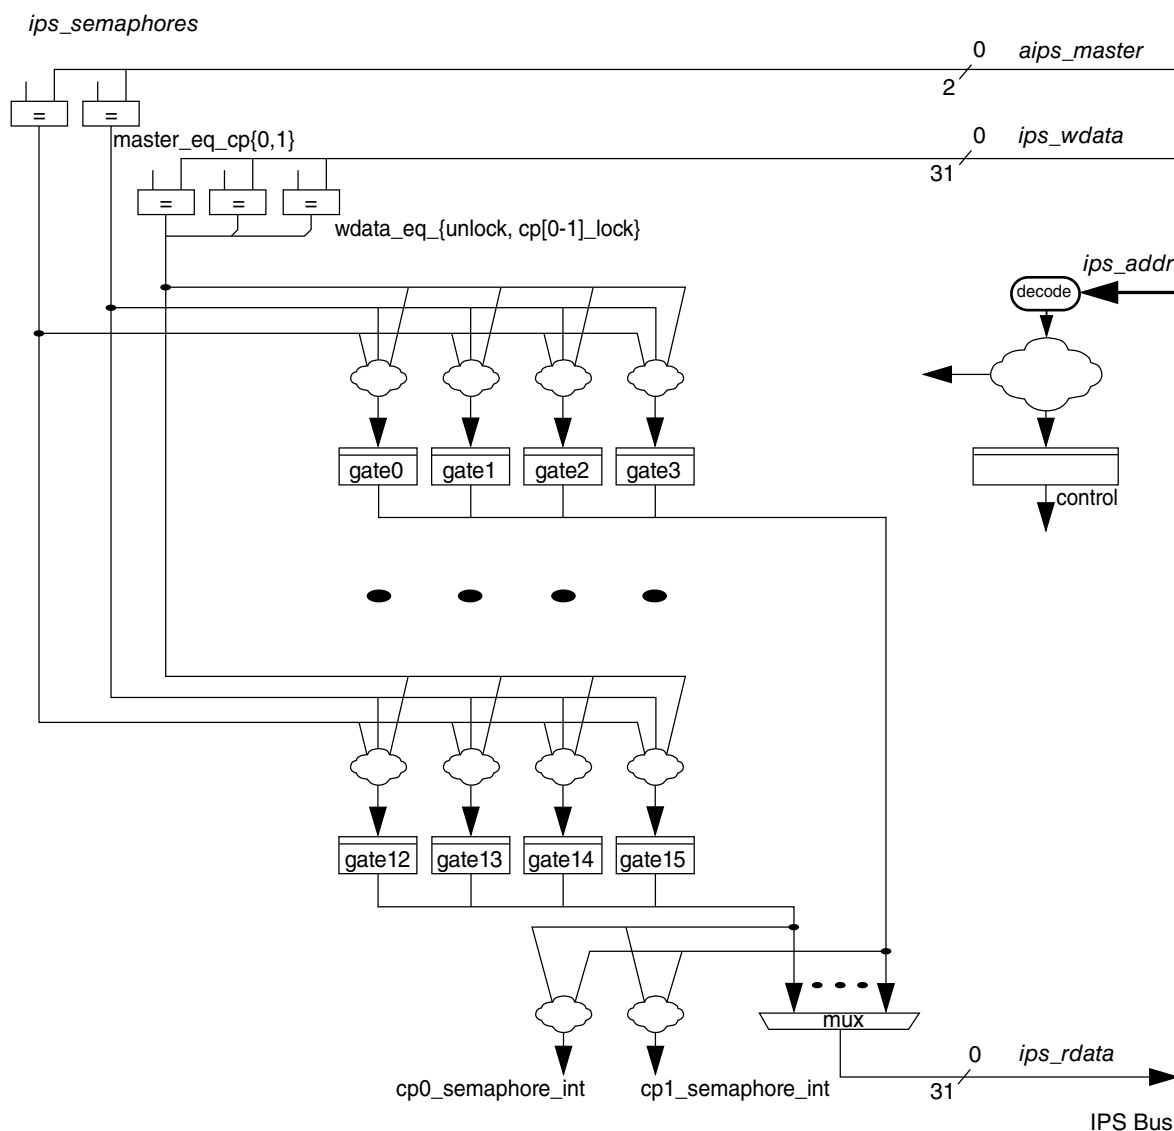 ips_semaphores
0 aips_master
2
= =
master_eq_cp{0,1}
0 ips_wdata
31
= = =
wdata_eq_{unlock, cp[0-1]_lock}
ips_addr
decode
gate0 gate1 gate2 gate3
control
gate12 gate13 gate14 gate15
mux
0 ips_rdata
31
cp0_semaphore_int cp1_semaphore_int
IPS Bus